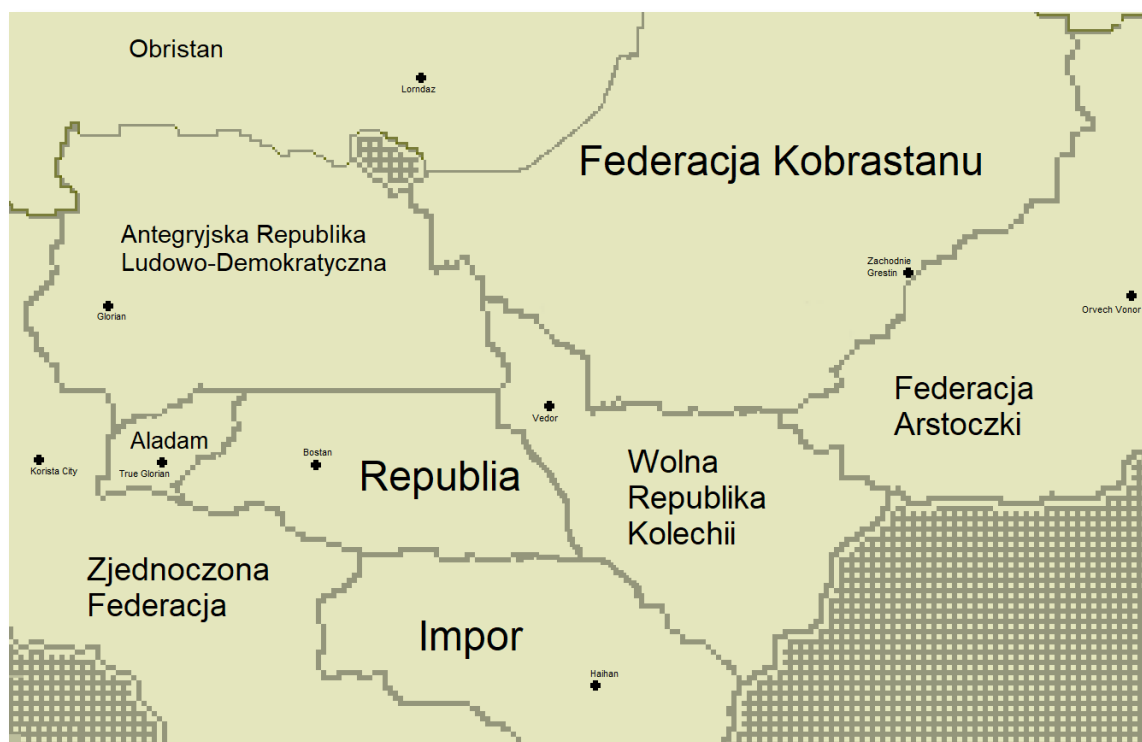 Obristan
Lorndaz
Federacja Kobrastanu
Antegryjska Republika
Ludowo-Demokratyczna
Zachodnie
Grestin
Glorian
Orvech Vonor
Federacja
Arstoczki
Vedor
Aladam
Korista City
True Glorian
Bostan
Republia
Wolna
Republika
Kolechii
Zjednoczona
Federacja
Impor
Haihan